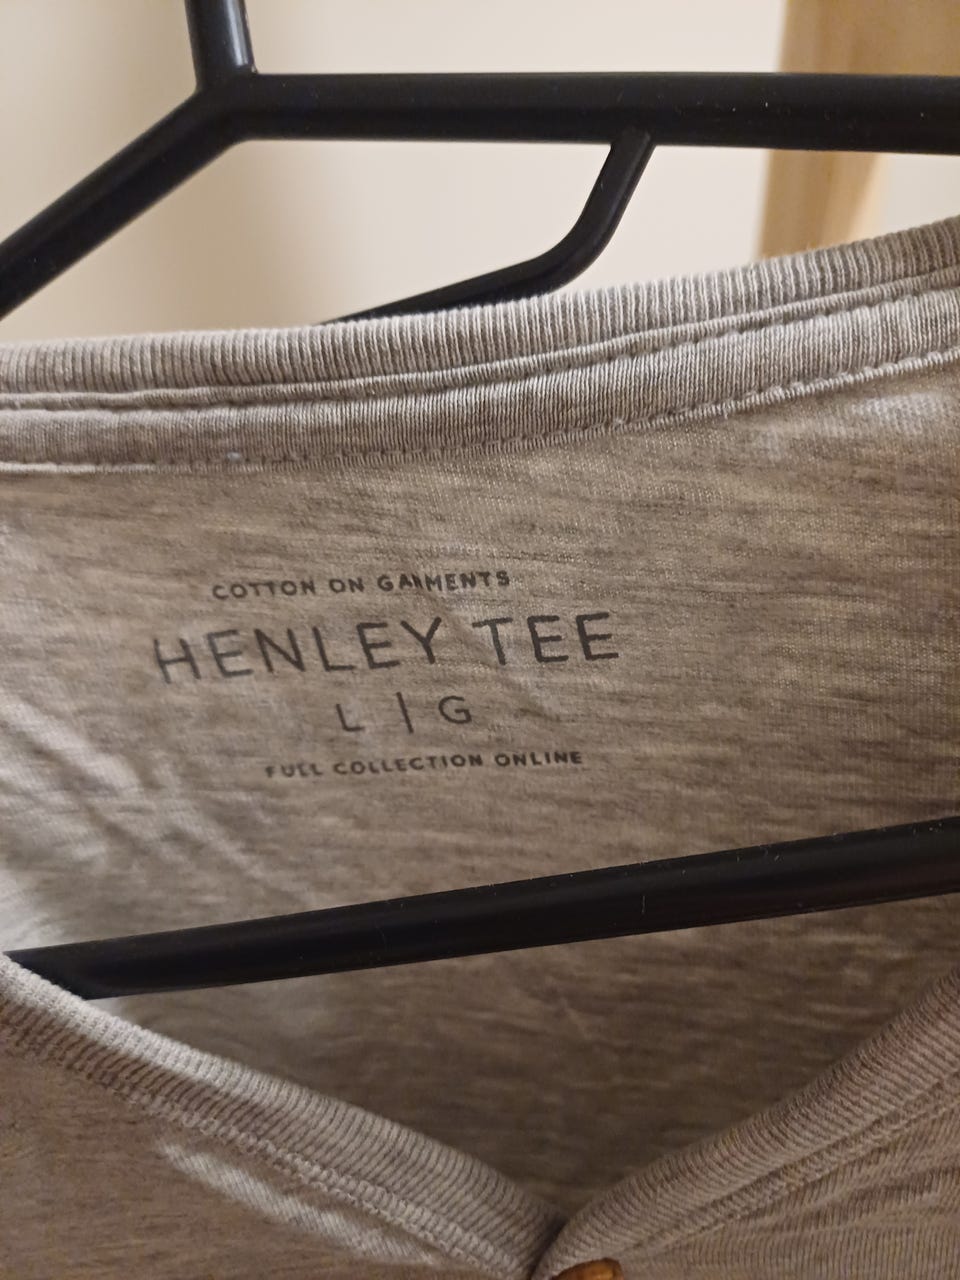 COTTON ON GARMENTS
HENLEY TEE
L | G
FULL COLLECTION ONLINE